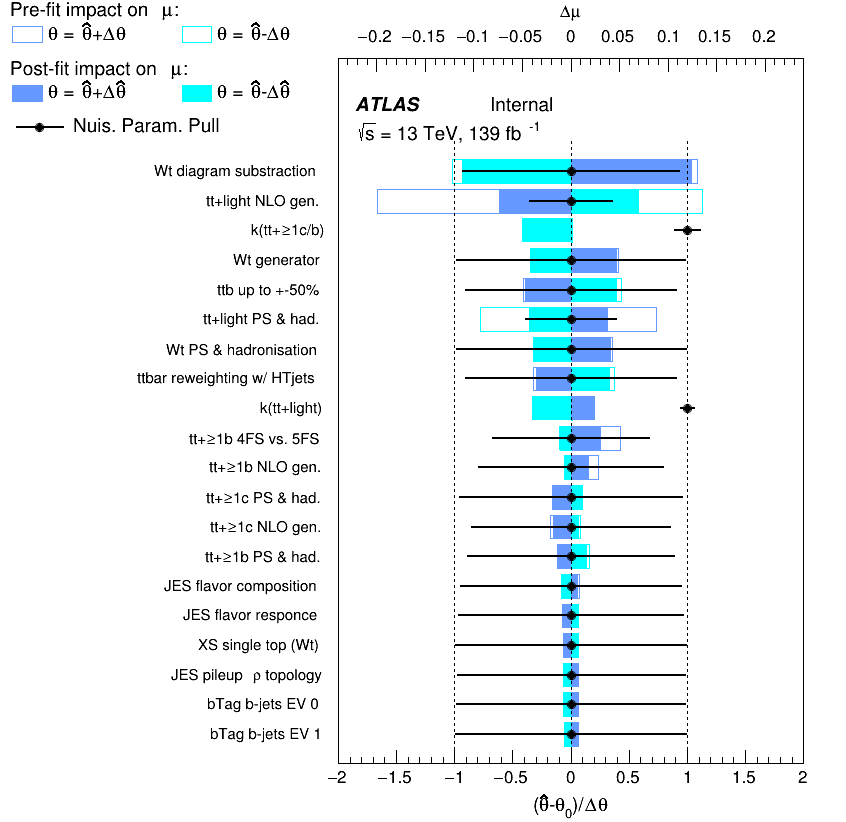 Pre-fit impact on μ:
θ = θ̂+Δθ θ = θ̂-Δθ
Post-fit impact on μ:
θ = θ̂+Δθ̂ θ = θ̂-Δθ̂
Nuis. Param. Pull
Δμ
−0.2 −0.15 −0.1 −0.05 0 0.05 0.1 0.15 0.2
ATLAS Internal
√s = 13 TeV, 139 fb⁻¹
Wt diagram substraction
tt+light NLO gen.
k(tt+≥1c/b)
Wt generator
ttb up to +-50%
tt+light PS & had.
Wt PS & hadronisation
ttbar reweighting w/ HTjets
k(tt+light)
tt+≥1b 4FS vs. 5FS
tt+≥1b NLO gen.
tt+≥1c PS & had.
tt+≥1c NLO gen.
tt+≥1b PS & had.
JES flavor composition
JES flavor responce
XS single top (Wt)
JES pileup ρ topology
bTag b-jets EV 0
bTag b-jets EV 1
−2 −1.5 −1 −0.5 0 0.5 1 1.5 2
(θ̂-θ₀)/Δθ